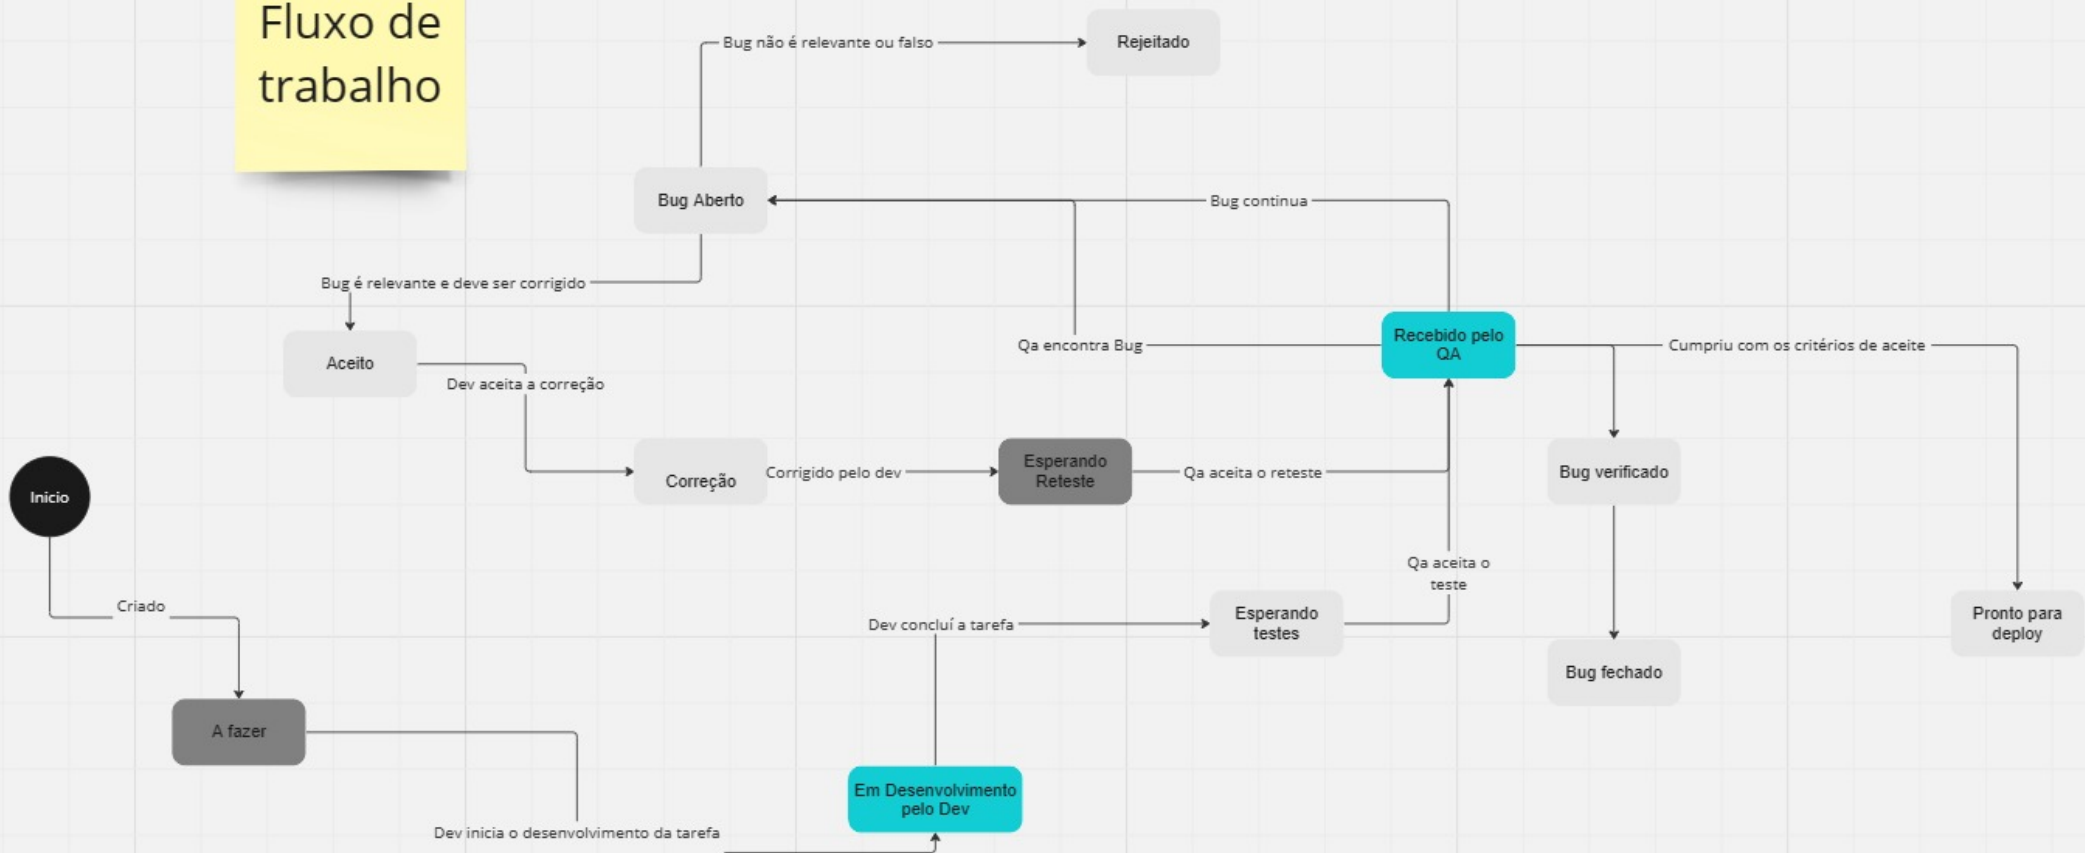 Fluxo de
trabalho
Bug não é relevante ou falso
Rejeitado
Bug Aberto
Bug continua
Bug é relevante e deve ser corrigido
Aceito
Dev aceita a correção
Qa encontra Bug
Recebido pelo
QA
Cumpriu com os critérios de aceite
Correção
Corrigido pelo dev
Esperando
Reteste
Qa aceita o reteste
Bug verificado
Inicio
Criado
Qa aceita o
teste
Dev concluí a tarefa
Esperando
testes
Pronto para
deploy
Bug fechado
A fazer
Em Desenvolvimento
pelo Dev
Dev inicia o desenvolvimento da tarefa